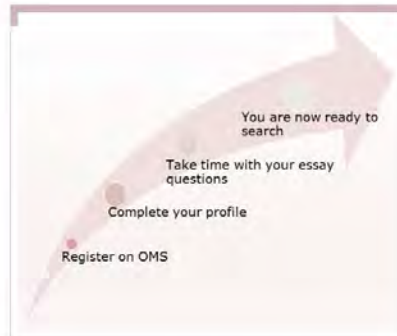 You are now ready to
search
Take time with your essay
questions
Complete your profile
Register on OMS